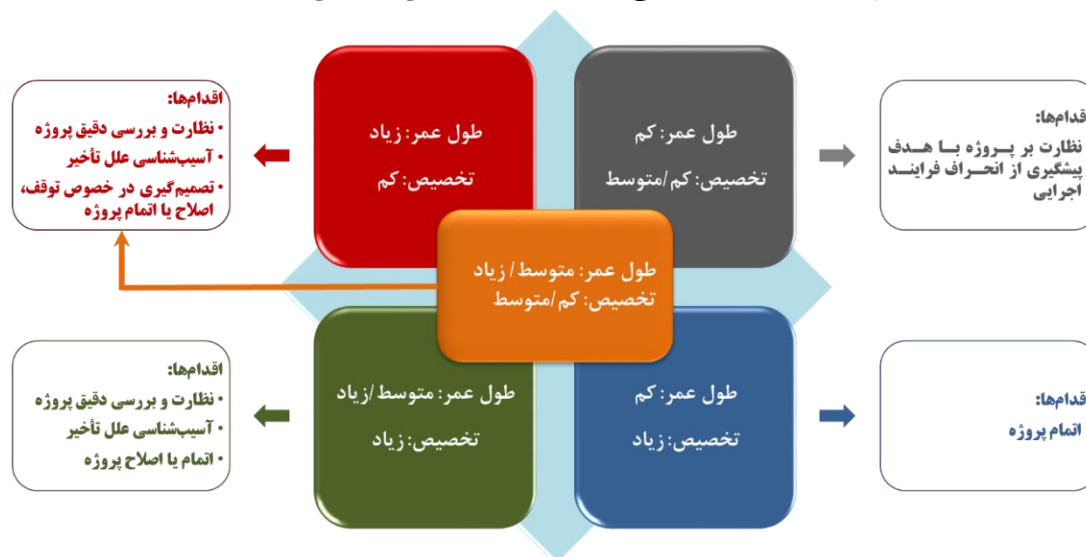 اقدام‌ها:
• نظارت و بررسی دقیق پروژه
• آسیب‌شناسی علل تأخیر
• تصمیم‌گیری در خصوص توقف،
اصلاح یا اتمام پروژه
طول عمر: زیاد
تخصیص: کم
طول عمر: کم
تخصیص: کم/متوسط
قدام‌ها:
نظارت بر پروژه با هدف
پیشگیری از انحراف فرایند
اجرایی
طول عمر: متوسط/ زیاد
تخصیص: کم/متوسط
اقدام‌ها:
• نظارت و بررسی دقیق پروژه
• آسیب‌شناسی علل تأخیر
• اتمام یا اصلاح پروژه
طول عمر: متوسط/زیاد
تخصیص: زیاد
طول عمر: کم
تخصیص: زیاد
قدام‌ها:
اتمام پروژه